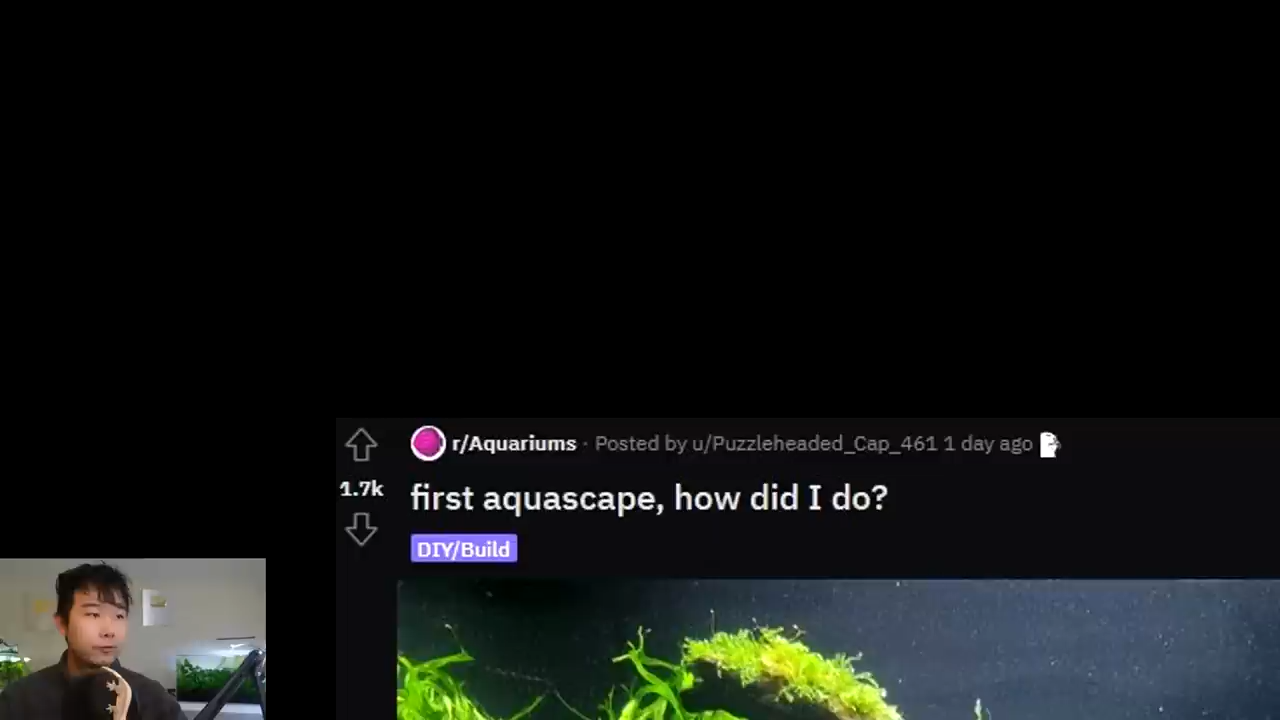 r/Aquariums · Posted by u/Puzzleheaded_Cap_461 1 day ago
1.7k
first aquascape, how did I do?
DIY/Build